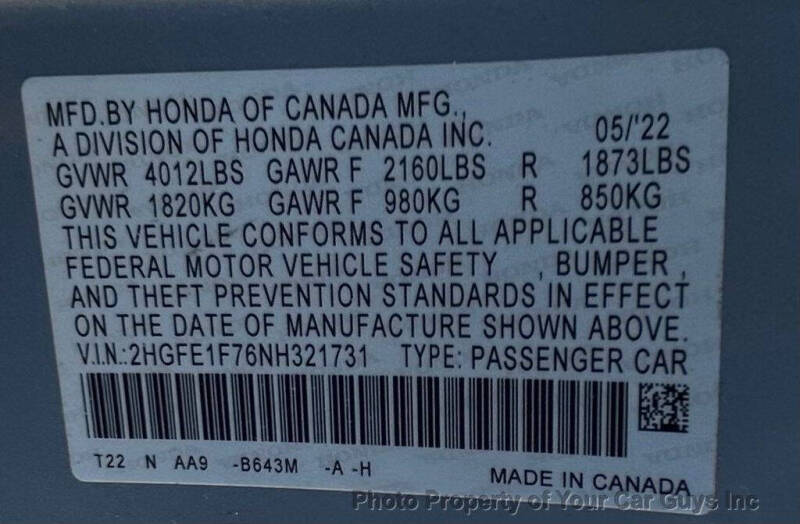 MFD.BY HONDA OF CANADA MFG.,
A DIVISION OF HONDA CANADA INC. 05/'22
GVWR 4012LBS GAWR F 2160LBS R 1873LBS
GVWR 1820KG GAWR F 980KG R 850KG
THIS VEHICLE CONFORMS TO ALL APPLICABLE
FEDERAL MOTOR VEHICLE SAFETY , BUMPER ,
AND THEFT PREVENTION STANDARDS IN EFFECT
ON THE DATE OF MANUFACTURE SHOWN ABOVE.
V.I.N.:2HGFE1F76NH321731 TYPE: PASSENGER CAR
T22 N AA9 -B643M -A -H
MADE IN CANADA
Photo Property of Your Car Guys Inc